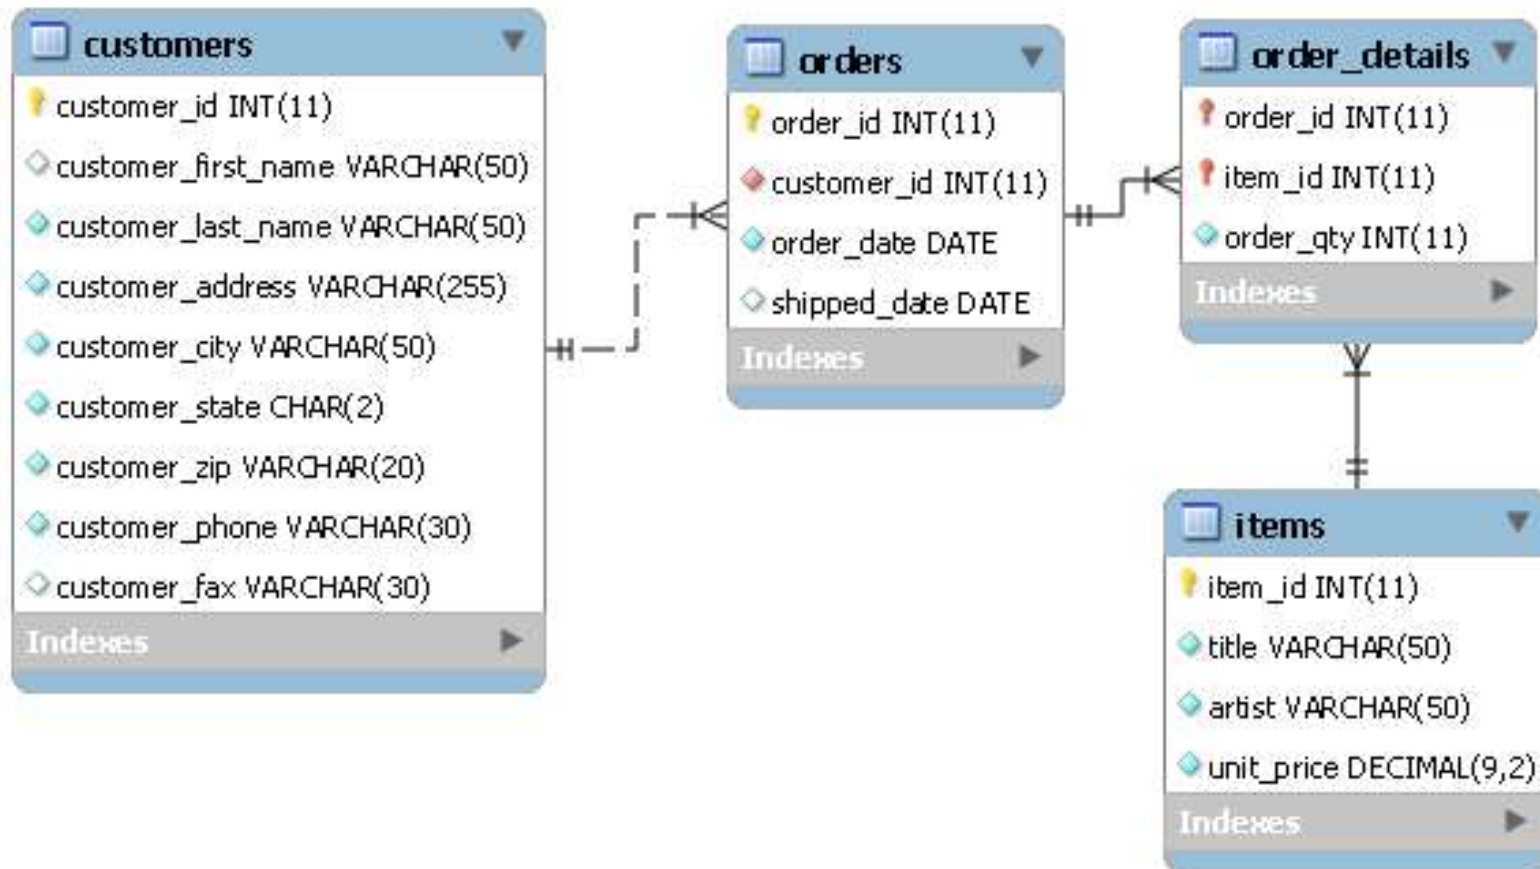 customers
customer_id INT(11)
customer_first_name VARCHAR(50)
customer_last_name VARCHAR(50)
customer_address VARCHAR(255)
customer_city VARCHAR(50)
customer_state CHAR(2)
customer_zip VARCHAR(20)
customer_phone VARCHAR(30)
customer_fax VARCHAR(30)
Indexes
orders
order_id INT(11)
customer_id INT(11)
order_date DATE
shipped_date DATE
Indexes
order_details
order_id INT(11)
item_id INT(11)
order_qty INT(11)
Indexes
items
item_id INT(11)
title VARCHAR(50)
artist VARCHAR(50)
unit_price DECIMAL(9,2)
Indexes